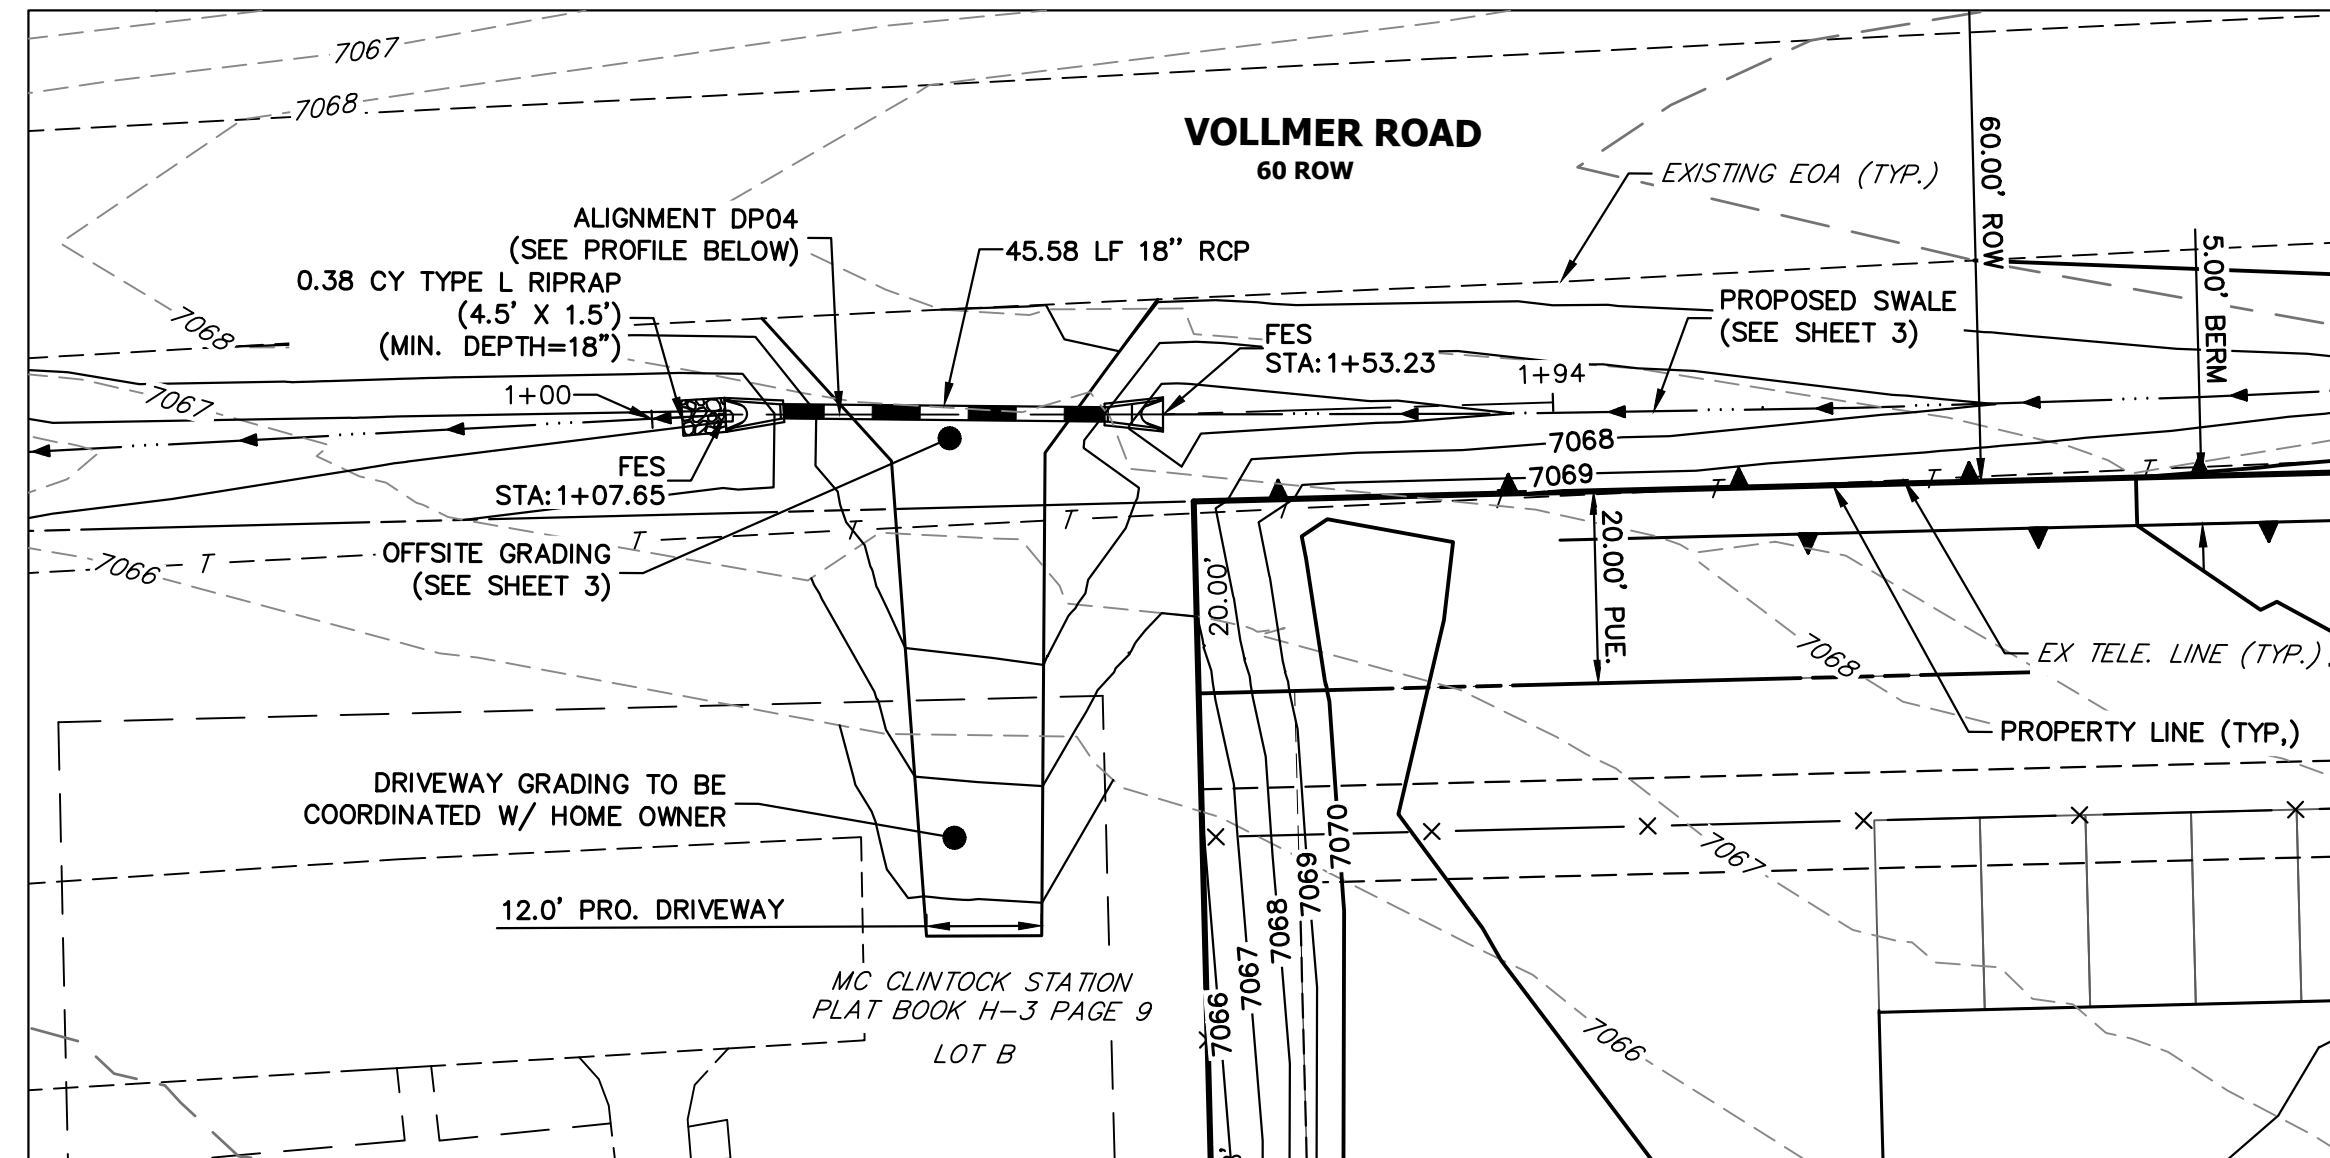 7067
7068
VOLLMER ROAD
60 ROW
60.00' ROW
EXISTING EOA (TYP.)
5.00' BERM
ALIGNMENT DP04
(SEE PROFILE BELOW)
45.58 LF 18" RCP
0.38 CY TYPE L RIPRAP
(4.5' X 1.5')
(MIN. DEPTH=18")
7068
PROPOSED SWALE
(SEE SHEET 3)
FES
STA:1+53.23
1+94
1+00
7067
7068
7069
FES
STA:1+07.65
T
T
T
T
T
T
T
T
OFFSITE GRADING
(SEE SHEET 3)
7066
20.00'
20.00' PUE.
7068
EX TELE. LINE (TYP.)
PROPERTY LINE (TYP,)
DRIVEWAY GRADING TO BE
COORDINATED W/ HOME OWNER
7070
7069
7068
7067
7066
7067
12.0' PRO. DRIVEWAY
MC CLINTOCK STATION
PLAT BOOK H-3 PAGE 9
LOT B
7066